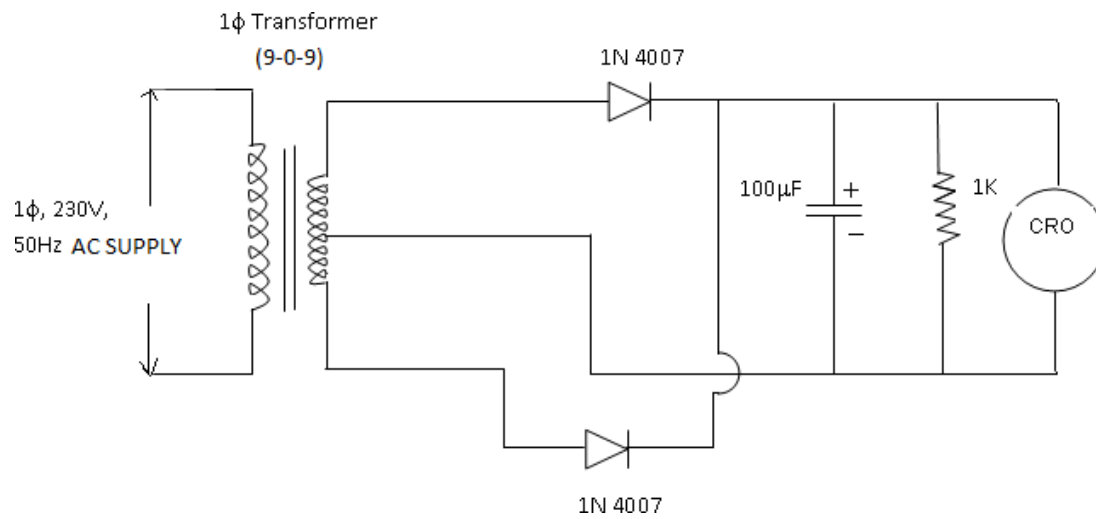 1ϕ Transformer
(9-0-9)
1N 4007
1ϕ, 230V,
50Hz AC SUPPLY
100µF
+
−
1K
CRO
1N 4007